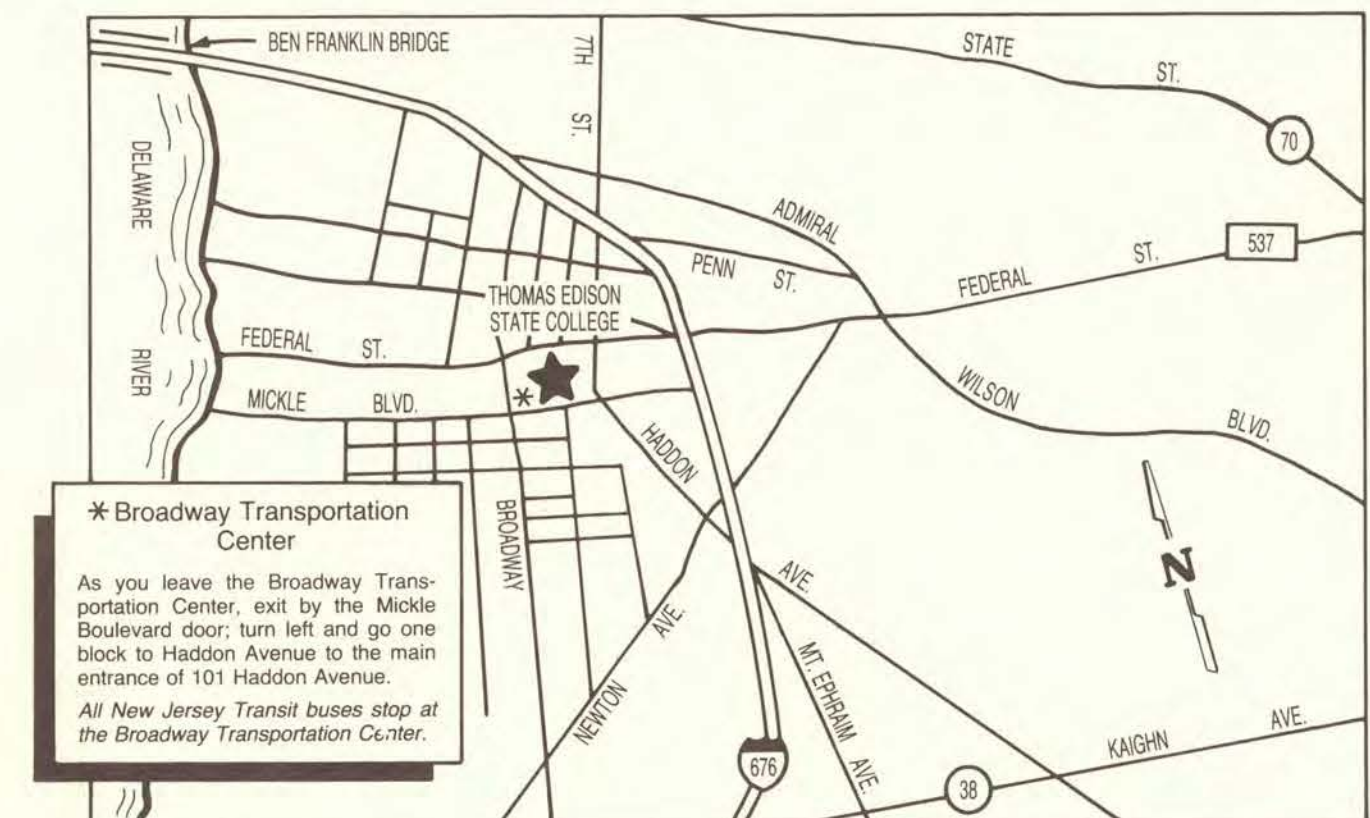 BEN FRANKLIN BRIDGE
7TH ST.
STATE ST.
70
DELAWARE RIVER
ADMIRAL WILSON BLVD.
PENN ST.
537
FEDERAL ST.
THOMAS EDISON
STATE COLLEGE
FEDERAL ST.
*
MICKLE BLVD.
HADDON AVE.
BROADWAY
N
NEWTON AVE.
MT. EPHRAIM AVE.
KAIGHN AVE.
676
38
* Broadway Transportation
Center
As you leave the Broadway Trans-
portation Center, exit by the Mickle
Boulevard door; turn left and go one
block to Haddon Avenue to the main
entrance of 101 Haddon Avenue.
All New Jersey Transit buses stop at
the Broadway Transportation Center.